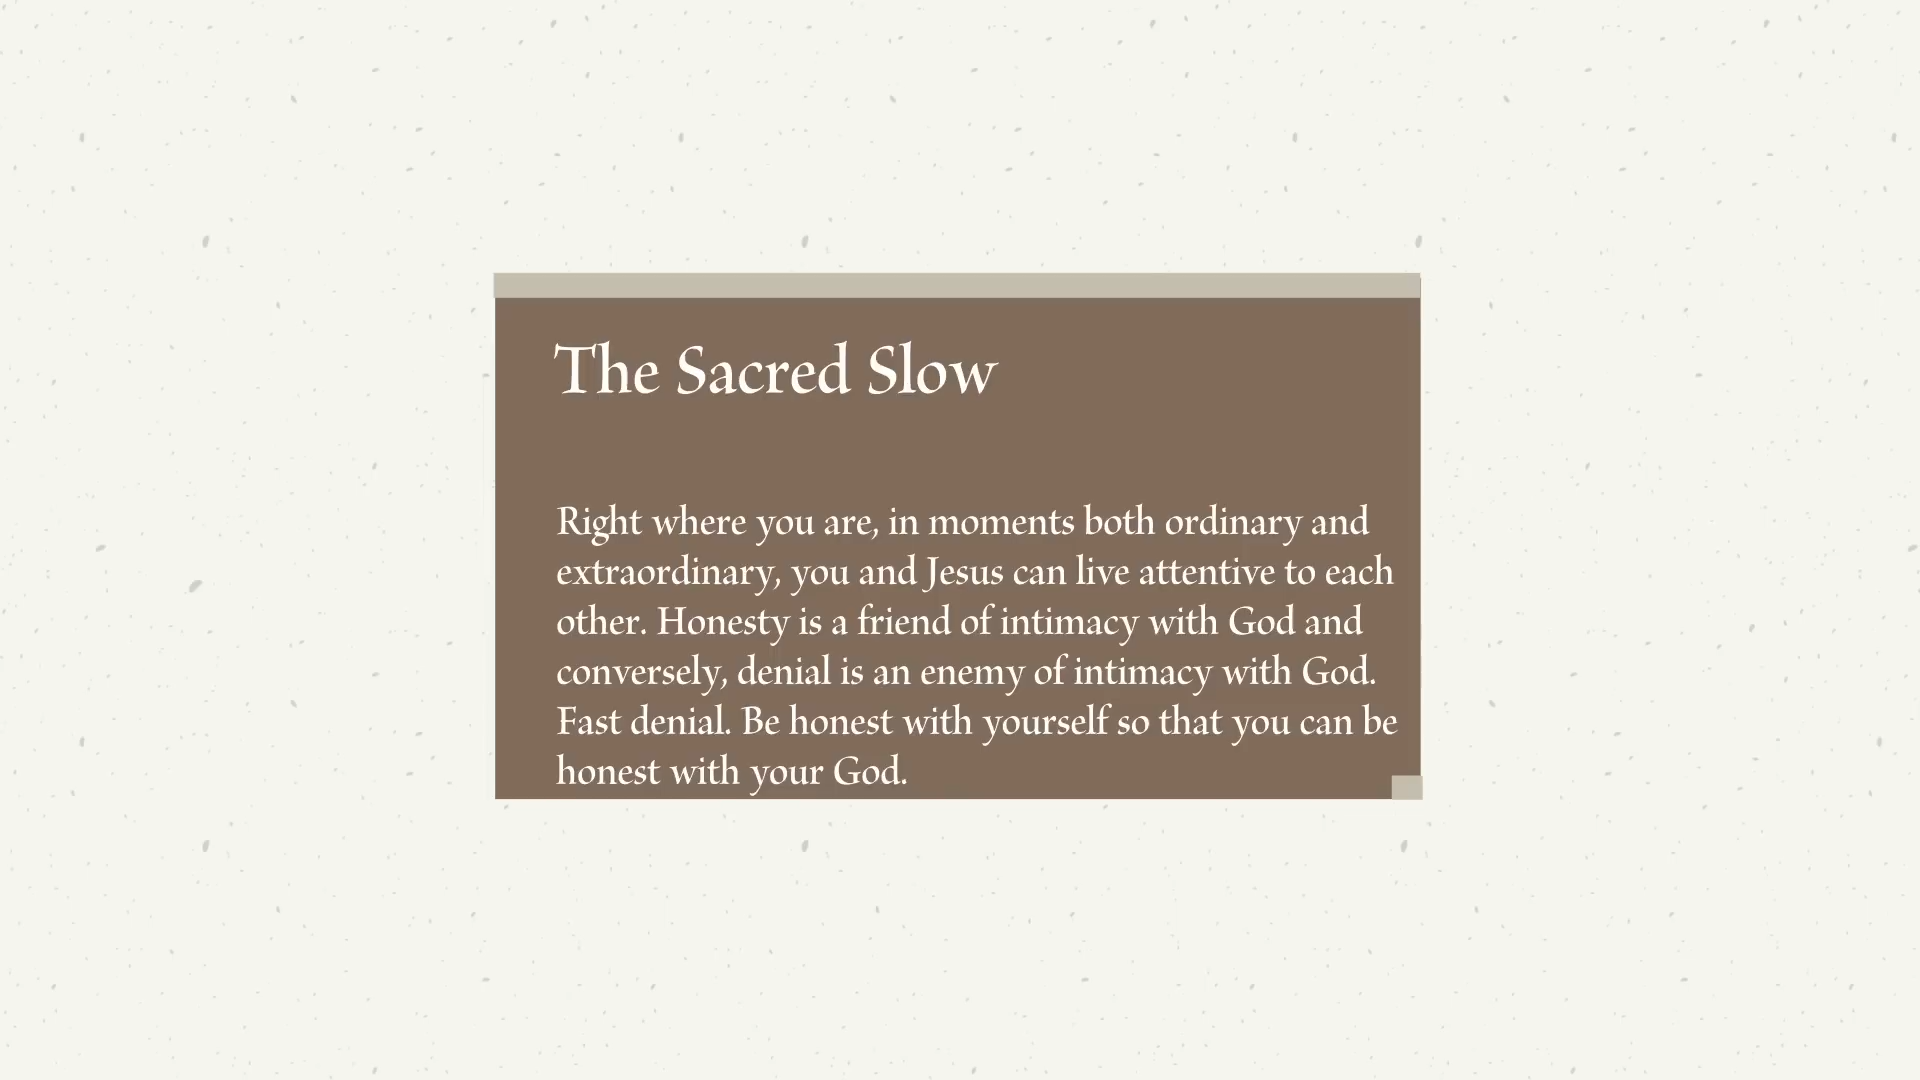 The Sacred Slow
Right where you are, in moments both ordinary and
extraordinary, you and Jesus can live attentive to each
other. Honesty is a friend of intimacy with God and
conversely, denial is an enemy of intimacy with God.
Fast denial. Be honest with yourself so that you can be
honest with your God.